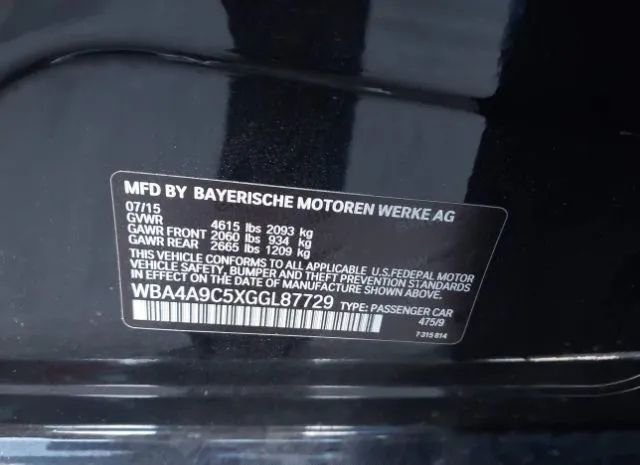 MFD BY BAYERISCHE MOTOREN WERKE AG
07/15
GVWR 4615 lbs 2093 kg
GAWR FRONT 2060 lbs 934 kg
GAWR REAR 2665 lbs 1209 kg
THIS VEHICLE CONFORMS TO ALL APPLICABLE U.S.FEDERAL MOTOR
VEHICLE SAFETY, BUMPER AND THEFT PREVENTION STANDARDS
IN EFFECT ON THE DATE OF MANUFACTURE SHOWN ABOVE.
WBA4A9C5XGGL87729 TYPE: PASSENGER CAR
475/9
7·315 814